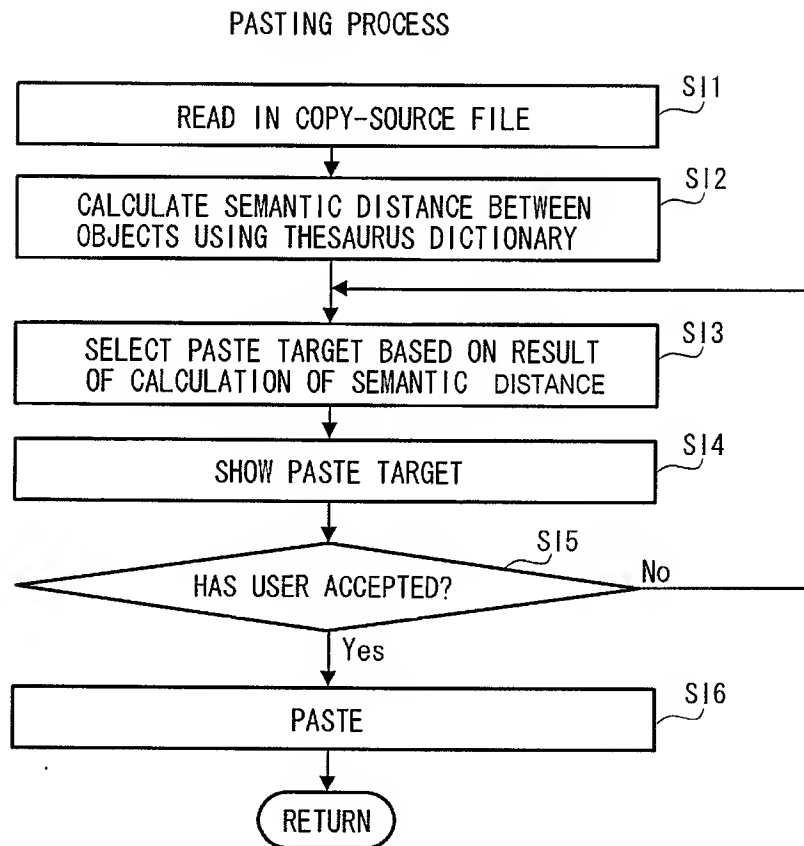 PASTING PROCESS
S11
READ IN COPY-SOURCE FILE
S12
CALCULATE SEMANTIC DISTANCE BETWEEN
OBJECTS USING THESAURUS DICTIONARY
S13
SELECT PASTE TARGET BASED ON RESULT
OF CALCULATION OF SEMANTIC DISTANCE
S14
SHOW PASTE TARGET
S15
HAS USER ACCEPTED?
No
Yes
S16
PASTE
RETURN